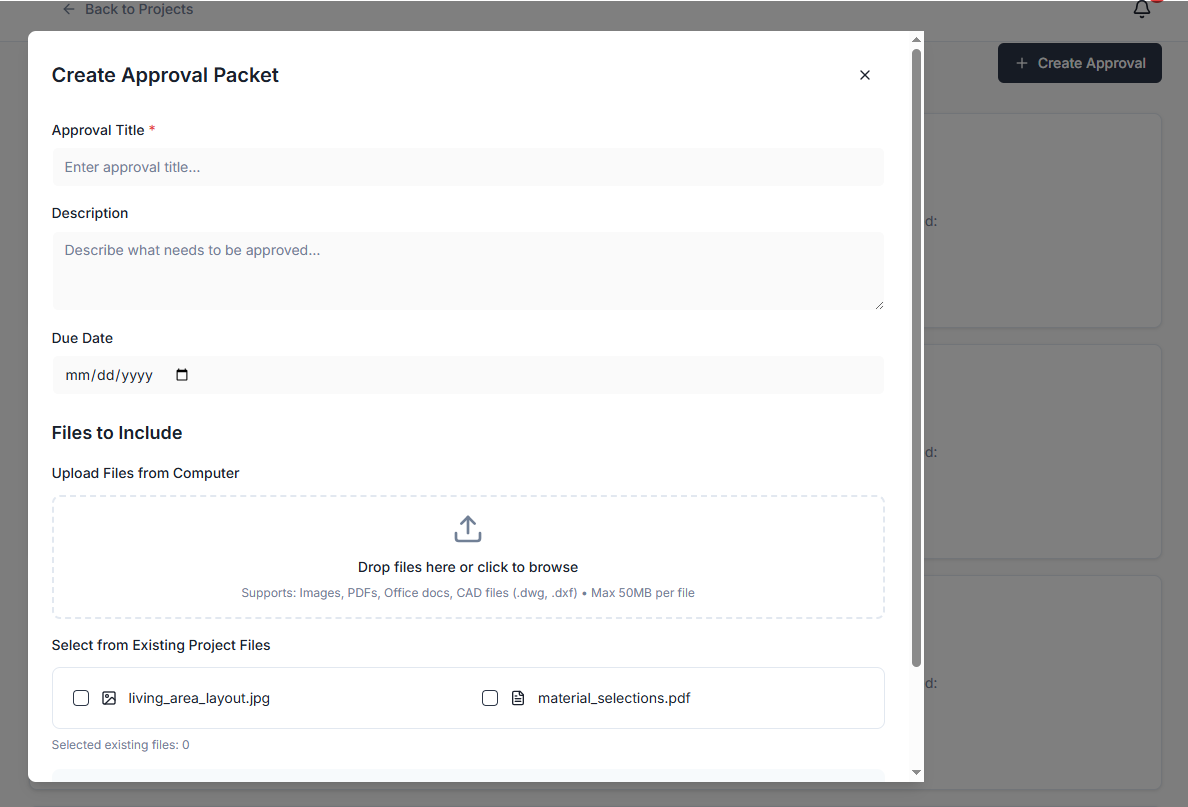 Back to Projects
Create Approval Packet
Create Approval
Approval Title *
Enter approval title...
Description
d:
Describe what needs to be approved...
Due Date
mm/dd/yyyy
Files to Include
d:
Upload Files from Computer
Drop files here or click to browse
Supports: Images, PDFs, Office docs, CAD files (.dwg, .dxf) • Max 50MB per file
Select from Existing Project Files
d:
living_area_layout.jpg
material_selections.pdf
Selected existing files: 0